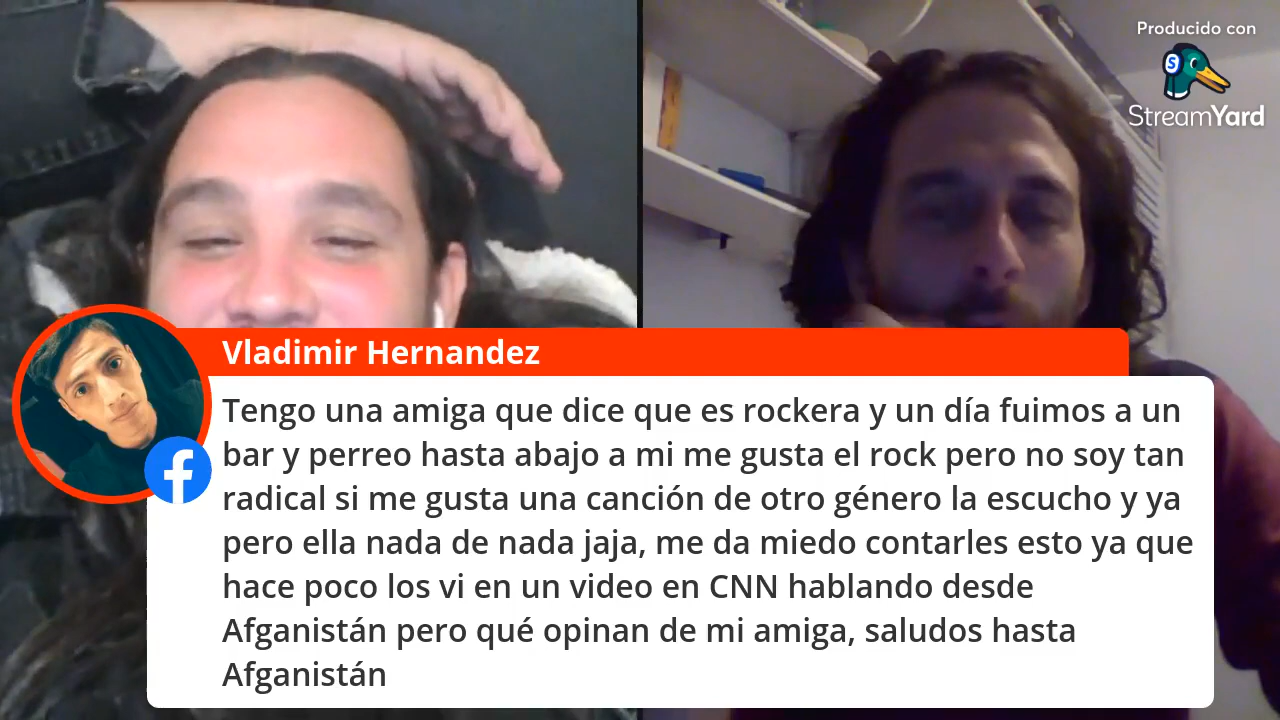 Producido con
StreamYard
Vladimir Hernandez
Tengo una amiga que dice que es rockera y un día fuimos a un
bar y perreo hasta abajo a mi me gusta el rock pero no soy tan
radical si me gusta una canción de otro género la escucho y ya
pero ella nada de nada jaja, me da miedo contarles esto ya que
hace poco los vi en un video en CNN hablando desde
Afganistán pero qué opinan de mi amiga, saludos hasta
Afganistán